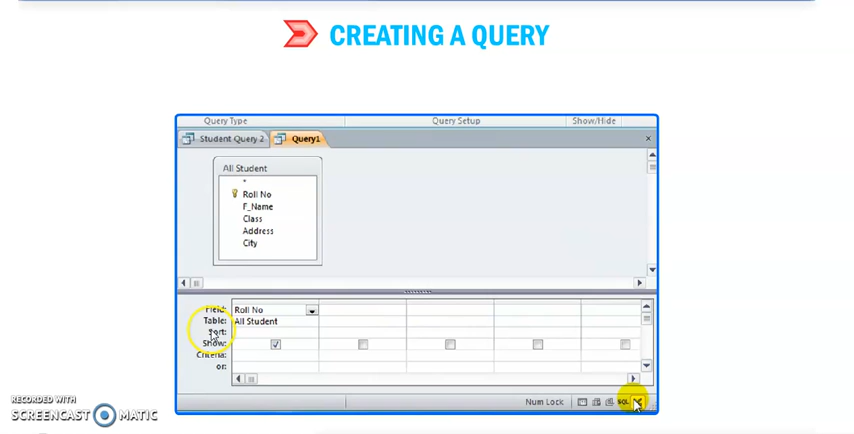 CREATING A QUERY
Query Type Query Setup Show/Hide
Student Query 2 Query1
All Student
*
Roll No
F_Name
Class
Address
City
Field: Roll No
Table: All Student
Sort:
Show:
Criteria:
or:
Num Lock SQL
RECORDED WITH
SCREENCAST MATIC